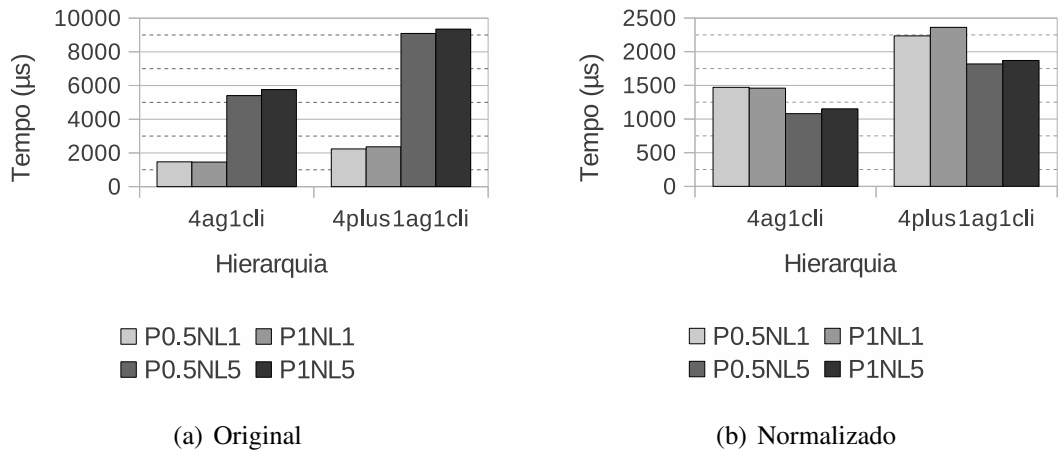 10000
8000
6000
4000
2000
0
Tempo (µs)
4ag1cli
4plus1ag1cli
Hierarquia
P0.5NL1
P1NL1
P0.5NL5
P1NL5
(a) Original
2500
2000
1500
1000
500
0
Tempo (µs)
4ag1cli
4plus1ag1cli
Hierarquia
P0.5NL1
P1NL1
P0.5NL5
P1NL5
(b) Normalizado